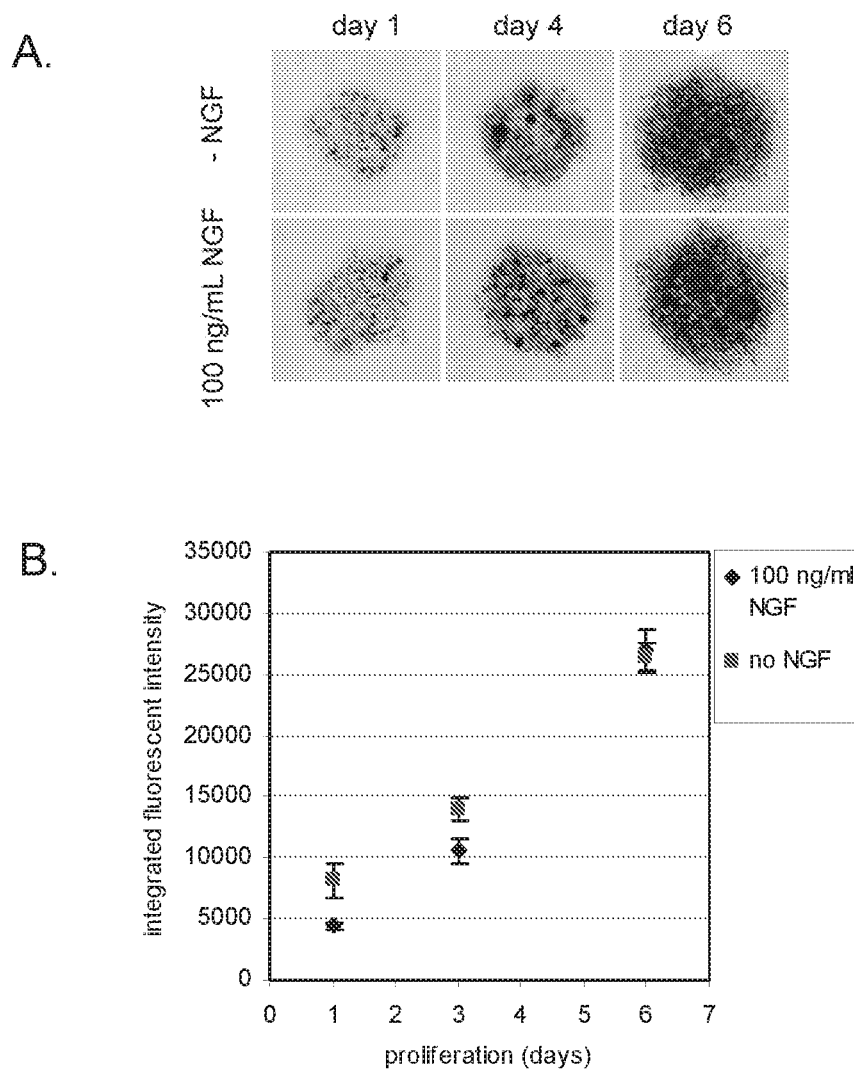 A.
day 1 day 4 day 6
- NGF
100 ng/mL NGF
B.
integrated fluorescent intensity
35000
30000
25000
20000
15000
10000
5000
0
0 1 2 3 4 5 6 7
proliferation (days)
100 ng/ml
NGF
no NGF